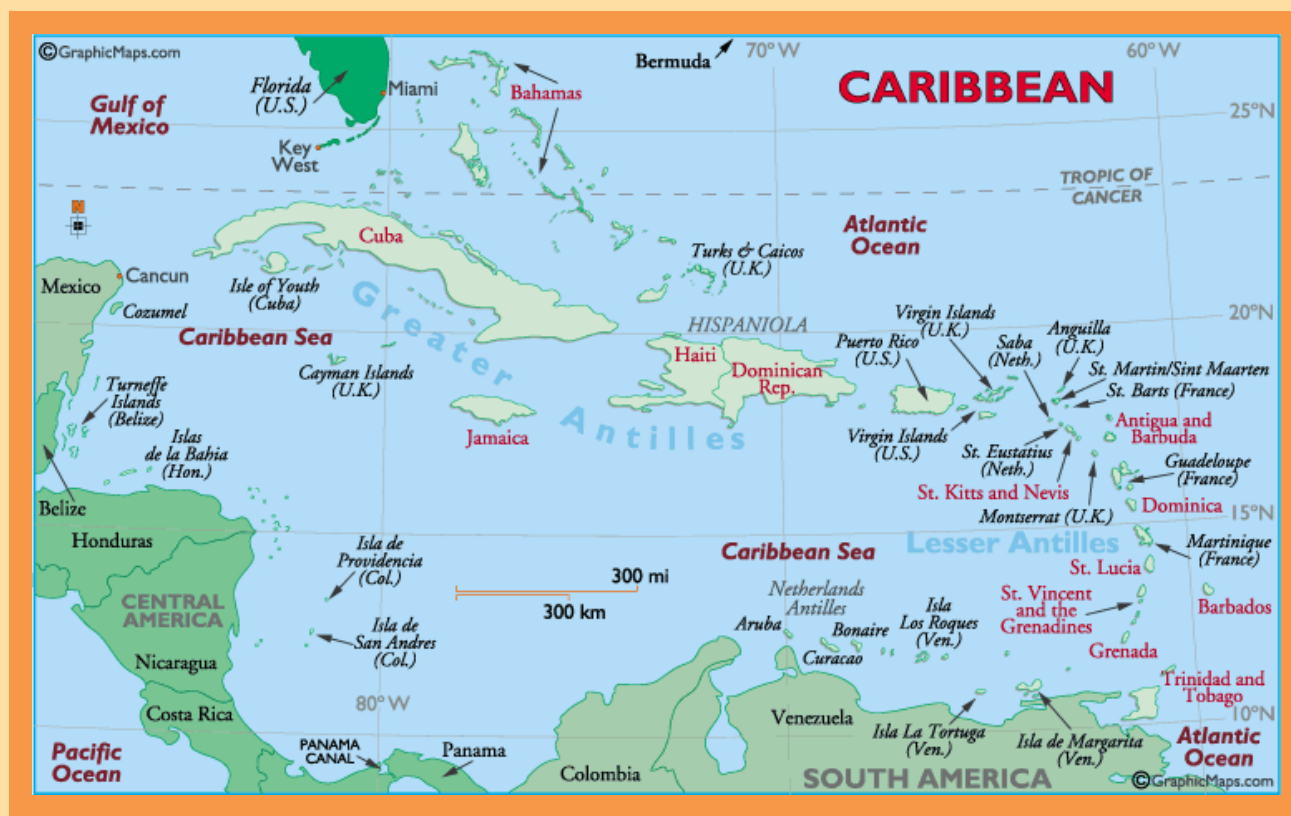 ©GraphicMaps.com
70°W
60°W
Bermuda
CARIBBEAN
Florida
(U.S.)
Miami
Bahamas
Gulf of
Mexico
25°N
Key
West
TROPIC OF
CANCER
N
Cuba
Atlantic
Ocean
Turks & Caicos
(U.K.)
Mexico
Cancun
Isle of Youth
(Cuba)
Cozumel
Greater
Antilles
Caribbean Sea
HISPANIOLA
Virgin Islands
(U.K.)
20°N
Puerto Rico
(U.S.)
Saba
(Neth.)
Anguilla
(U.K.)
Haiti
Dominican
Rep.
St. Martin/Sint Maarten
St. Barts (France)
Cayman Islands
(U.K.)
Turneffe
Islands
(Belize)
Jamaica
Antigua and
Barbuda
Islas
de la Bahia
(Hon.)
Virgin Islands
(U.S.)
St. Eustatius
(Neth.)
Guadeloupe
(France)
St. Kitts and Nevis
Montserrat (U.K.)
Dominica
15°N
Belize
Honduras
Isla de
Providencia
(Col.)
Caribbean Sea
Lesser Antilles
Martinique
(France)
St. Lucia
300 mi
300 km
Netherlands
Antilles
St. Vincent
and the
Grenadines
Barbados
CENTRAL
AMERICA
Isla de
San Andres
(Col.)
Aruba
Bonaire
Curacao
Isla
Los Roques
(Ven.)
Grenada
Nicaragua
Trinidad and
Tobago
Costa Rica
80°W
10°N
Venezuela
Isla La Tortuga
(Ven.)
Isla de Margarita
(Ven.)
Atlantic
Ocean
Pacific
Ocean
PANAMA
CANAL
Panama
Colombia
SOUTH AMERICA
©GraphicMaps.com